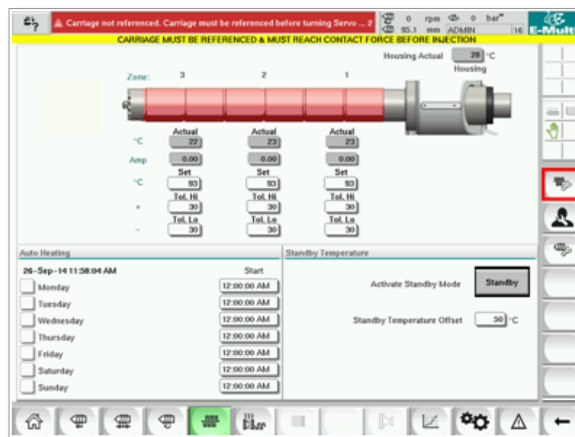 Carriage not referenced. Carriage must be referenced before turning Servo ... 2
0 rpm 0 bar"
95.1 mm ADMIN 16
E-Mult
CARRIAGE MUST BE REFERENCED & MUST REACH CONTACT FORCE BEFORE INJECTION
Housing Actual 29 °C
Housing
Zone: 3 2 1
Actual Actual Actual
°C 22 23 23
Amp 0.00 0.00 0.00
Set Set Set
°C 93 93 93
Tol. Hi Tol. Hi Tol. Hi
+ 30 30 30
Tol. Lo Tol. Lo Tol. Lo
- 30 30 30
Auto Heating
26-Sep-14 11:58:04 AM Start
Monday 12:00:00 AM
Tuesday 12:00:00 AM
Wednesday 12:00:00 AM
Thursday 12:00:00 AM
Friday 12:00:00 AM
Saturday 12:00:00 AM
Sunday 12:00:00 AM
Standby Temperature
Activate Standby Mode Standby
Standby Temperature Offset 50 °C